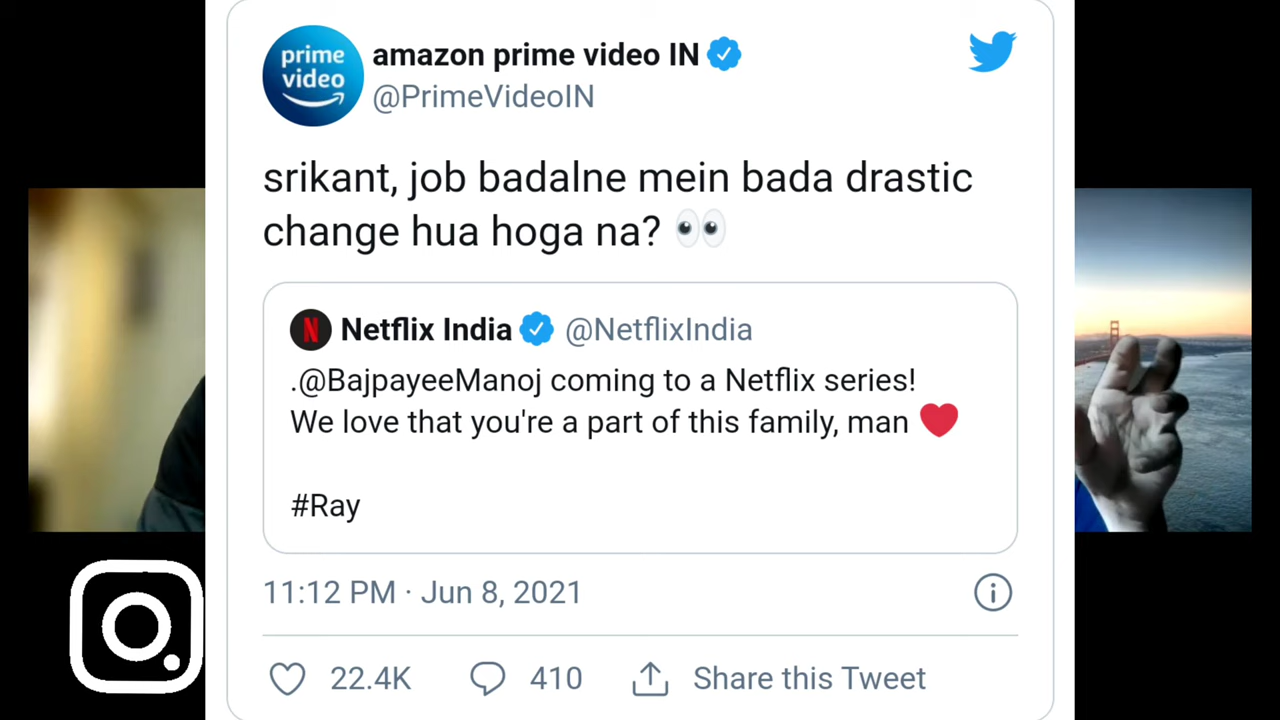 prime
video
amazon prime video IN
@PrimeVideoIN
srikant, job badalne mein bada drastic
change hua hoga na? 👀
N Netflix India @NetflixIndia
.@BajpayeeManoj coming to a Netflix series!
We love that you're a part of this family, man ❤️
#Ray
11:12 PM · Jun 8, 2021
22.4K 410 Share this Tweet